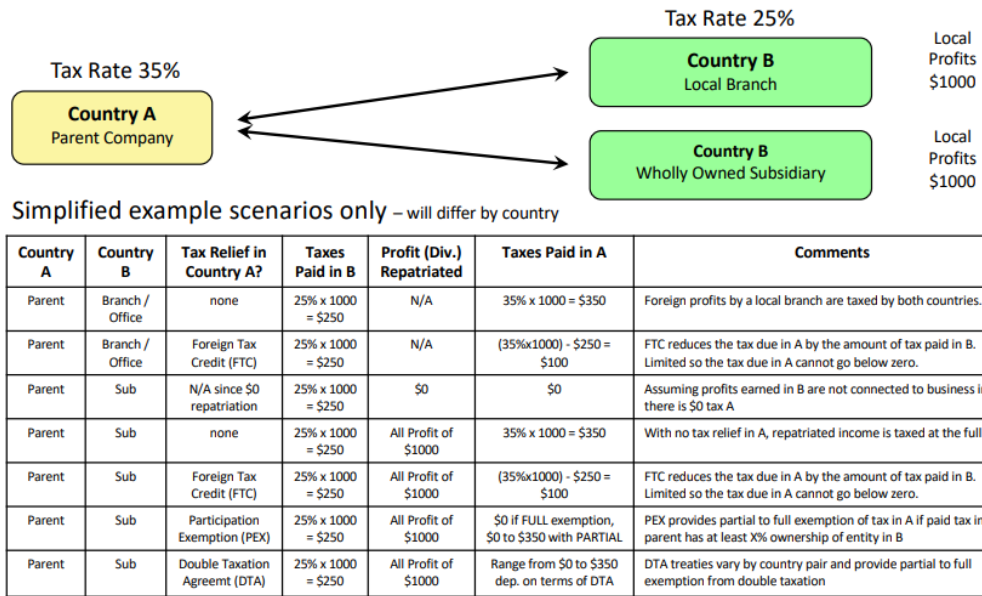 Tax Rate 25%
Tax Rate 35%
Country B
Local Branch
Local
Profits
$1000
Country A
Parent Company
Country B
Wholly Owned Subsidiary
Local
Profits
$1000
Simplified example scenarios only – will differ by country
Country A
Country B
Tax Relief in Country A?
Taxes Paid in B
Profit (Div.) Repatriated
Taxes Paid in A
Comments
Parent
Branch / Office
none
25% x 1000 = $250
N/A
35% x 1000 = $350
Foreign profits by a local branch are taxed by both countries.
Parent
Branch / Office
Foreign Tax Credit (FTC)
25% x 1000 = $250
N/A
(35%x1000) - $250 = $100
FTC reduces the tax due in A by the amount of tax paid in B.
Limited so the tax due in A cannot go below zero.
Parent
Sub
N/A since $0 repatriation
25% x 1000 = $250
$0
$0
Assuming profits earned in B are not connected to business i
there is $0 tax A
Parent
Sub
none
25% x 1000 = $250
All Profit of $1000
35% x 1000 = $350
With no tax relief in A, repatriated income is taxed at the full
Parent
Sub
Foreign Tax Credit (FTC)
25% x 1000 = $250
All Profit of $1000
(35%x1000) - $250 = $100
FTC reduces the tax due in A by the amount of tax paid in B.
Limited so the tax due in A cannot go below zero.
Parent
Sub
Participation Exemption (PEX)
25% x 1000 = $250
All Profit of $1000
$0 if FULL exemption,
$0 to $350 with PARTIAL
PEX provides partial to full exemption of tax in A if paid tax in
parent has at least X% ownership of entity in B
Parent
Sub
Double Taxation Agreemt (DTA)
25% x 1000 = $250
All Profit of $1000
Range from $0 to $350
dep. on terms of DTA
DTA treaties vary by country pair and provide partial to full
exemption from double taxation